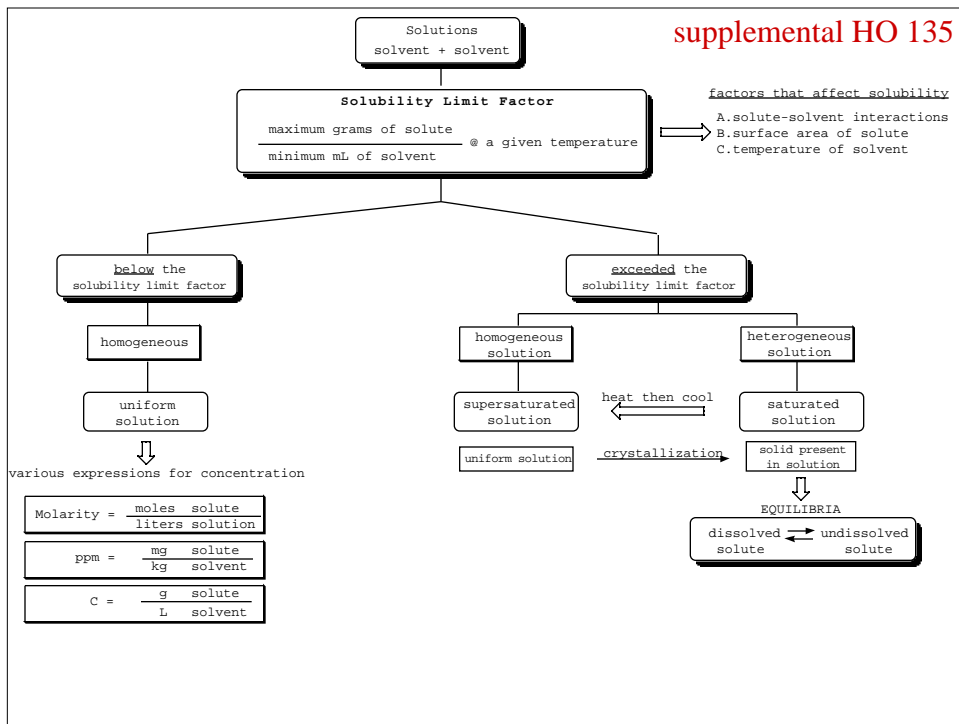 supplemental HO 135
Solutions
solvent + solvent
Solubility Limit Factor
maximum grams of solute
minimum mL of solvent
@ a given temperature
factors that affect solubility
A.solute-solvent interactions
B.surface area of solute
C.temperature of solvent
below the
solubility limit factor
homogeneous
uniform
solution
various expressions for concentration
Molarity = moles solute
liters solution
ppm = mg solute
kg solvent
C = g solute
L solvent
exceeded the
solubility limit factor
homogeneous
solution
heterogeneous
solution
supersaturated
solution
heat then cool
saturated
solution
uniform solution
crystallization
solid present
in solution
EQUILIBRIA
dissolved
solute
undissolved
solute